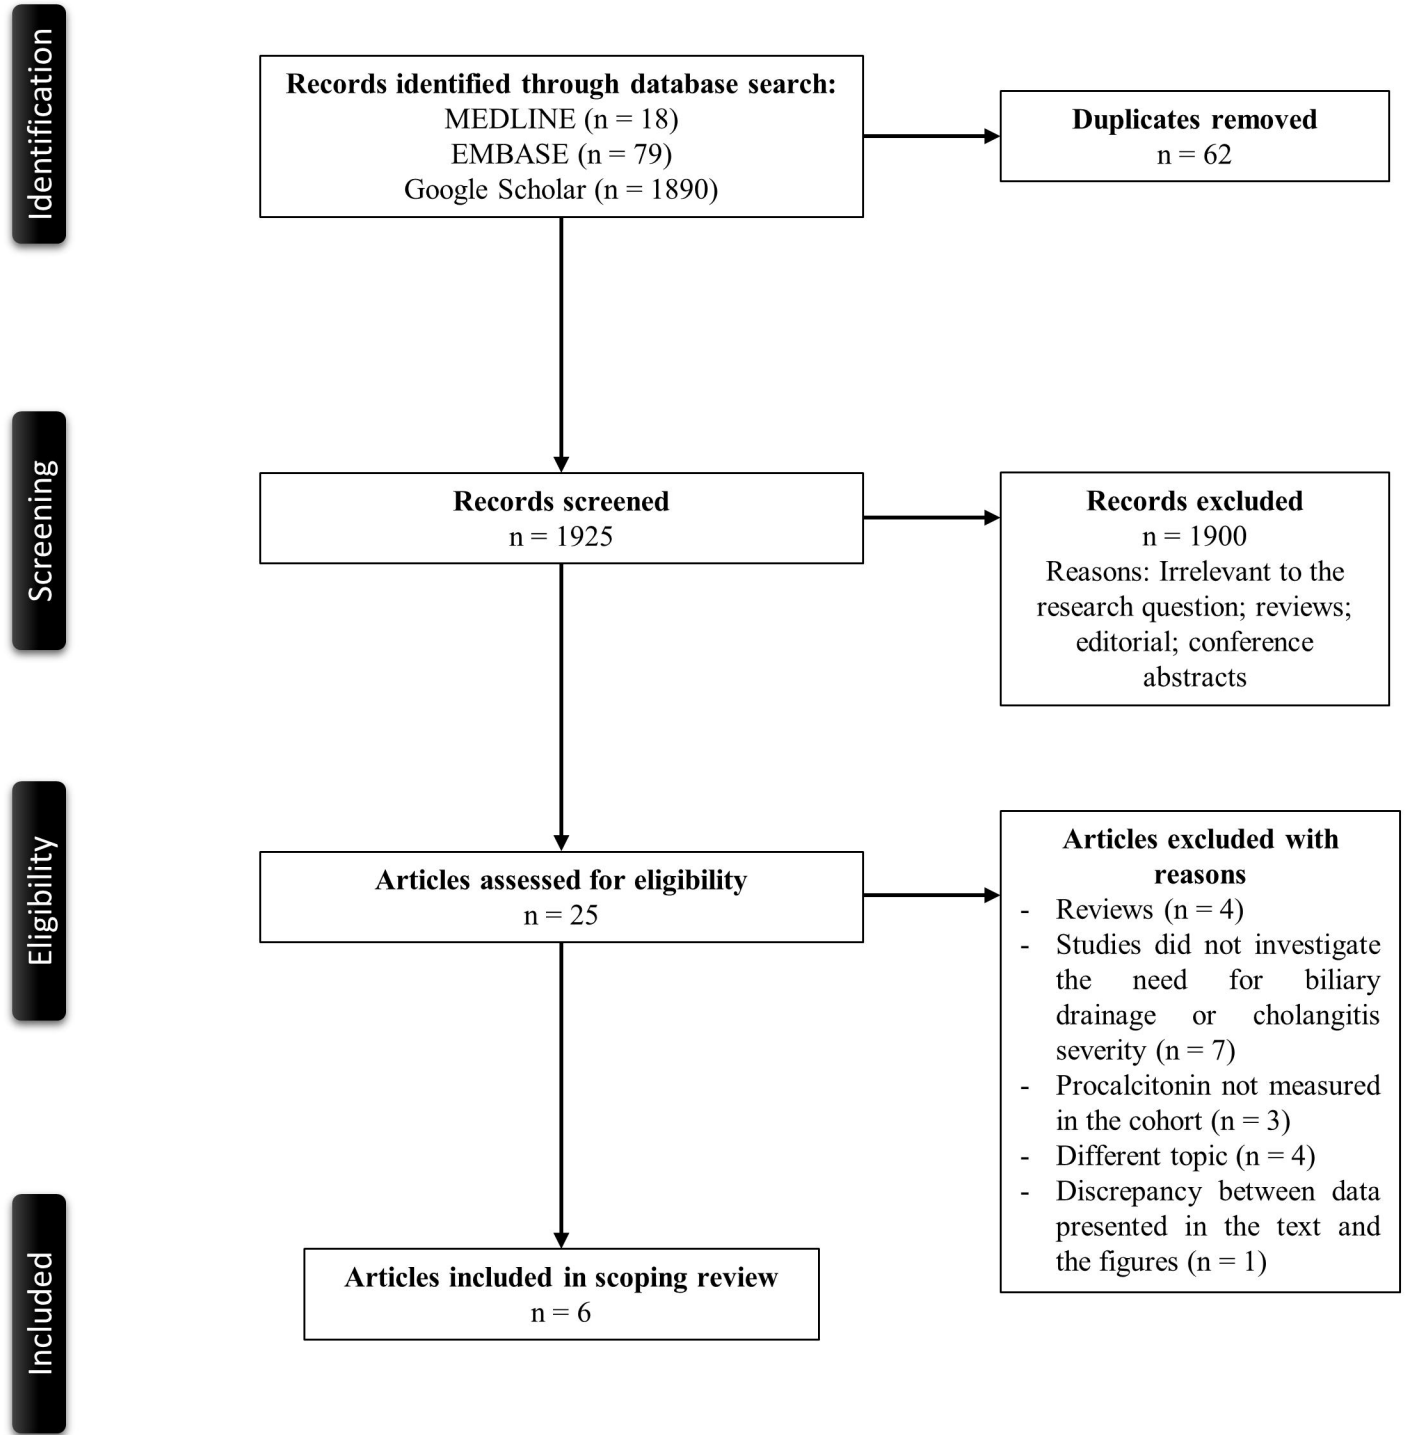 Identification
Records identified through database search:
MEDLINE (n = 18)
EMBASE (n = 79)
Google Scholar (n = 1890)
Duplicates removed
n = 62
Screening
Records screened
n = 1925
Records excluded
n = 1900
Reasons: Irrelevant to the
research question; reviews;
editorial; conference
abstracts
Eligibility
Articles assessed for eligibility
n = 25
Articles excluded with
reasons
- Reviews (n = 4)
- Studies did not investigate
the need for biliary
drainage or cholangitis
severity (n = 7)
- Procalcitonin not measured
in the cohort (n = 3)
- Different topic (n = 4)
- Discrepancy between data
presented in the text and
the figures (n = 1)
Included
Articles included in scoping review
n = 6